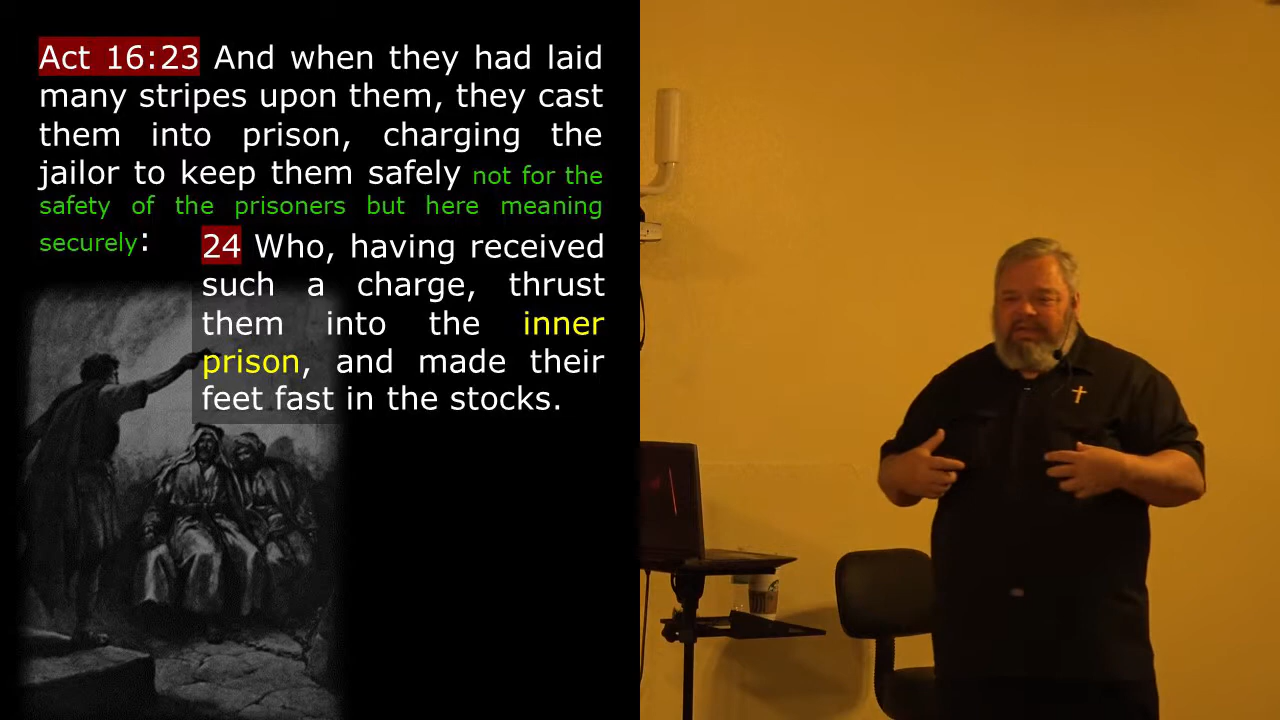 Act 16:23 And when they had laid
many stripes upon them, they cast
them into prison, charging the
jailor to keep them safely not for the
safety of the prisoners but here meaning
securely:
24 Who, having received
such a charge, thrust
them into the inner
prison, and made their
feet fast in the stocks.